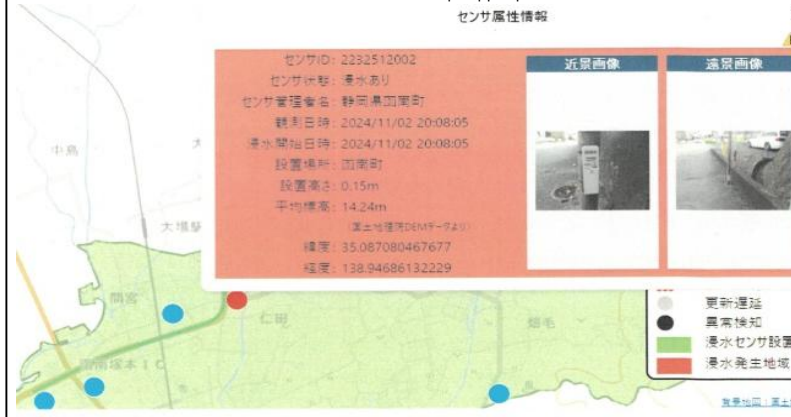 センサ属性情報
センサID: 2232512002
センサ状態: 浸水あり
センサ管理者名: 静岡県函南町
観測日時: 2024/11/02 20:08:05
浸水開始日時: 2024/11/02 20:08:05
設置場所: 函南町
設置高さ: 0.15m
平均標高: 14.24m
(国土地理院DEMデータより)
緯度: 35.087080467677
経度: 138.94686132229
近景画像
遠景画像
中島
大場駅
間宮
仁田
畑毛
函南塚本IC
更新遅延
異常検知
浸水センサ設置
浸水発生地域
背景地図:国土